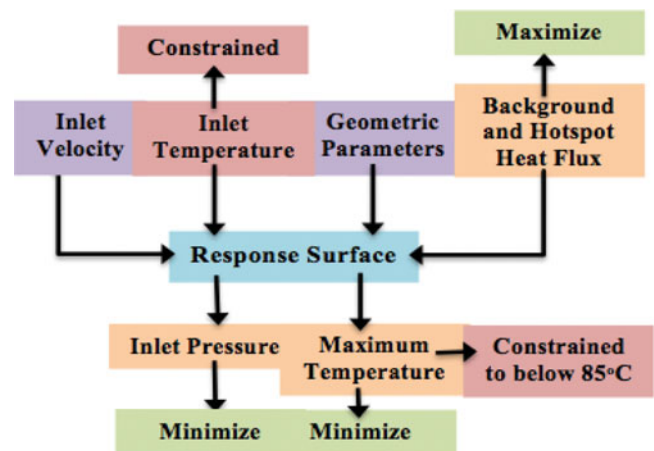 Constrained
Maximize
Inlet
Velocity
Inlet
Temperature
Geometric
Parameters
Background
and Hotspot
Heat Flux
Response Surface
Inlet Pressure
Maximum
Temperature
Constrained
to below 85°C
Minimize
Minimize